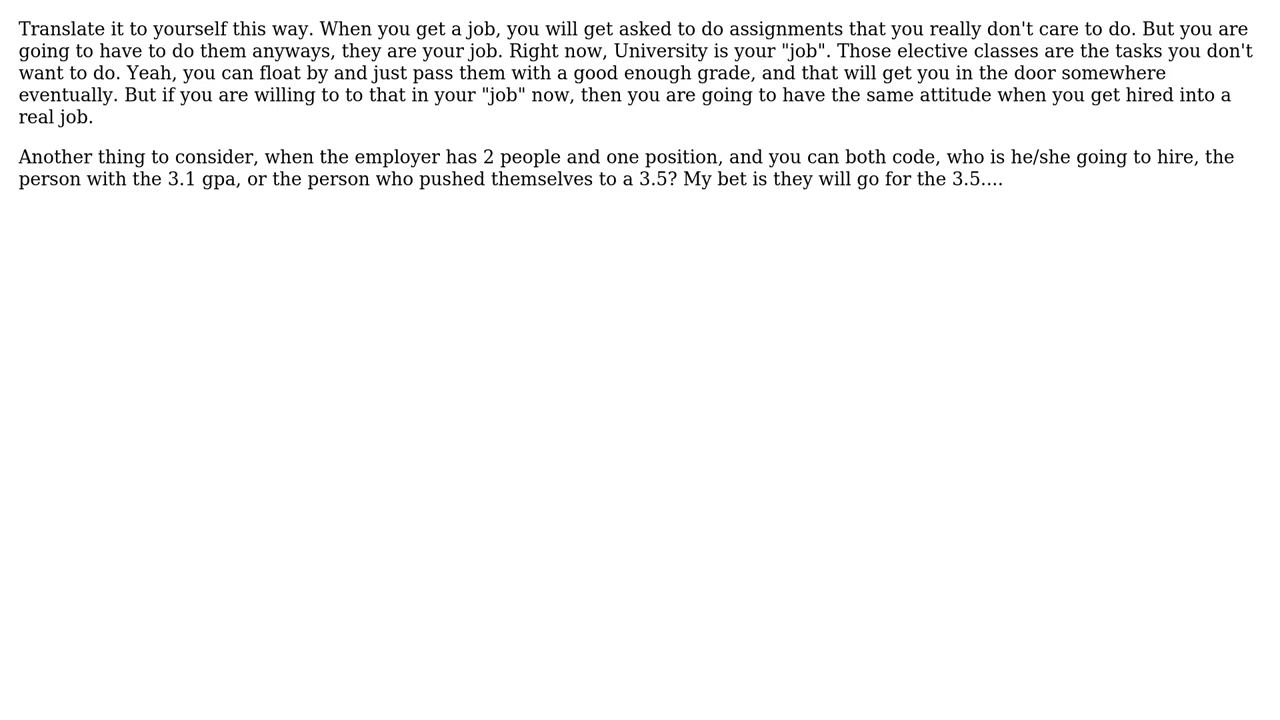 Translate it to yourself this way. When you get a job, you will get asked to do assignments that you really don't care to do. But you are
going to have to do them anyways, they are your job. Right now, University is your "job". Those elective classes are the tasks you don't
want to do. Yeah, you can float by and just pass them with a good enough grade, and that will get you in the door somewhere
eventually. But if you are willing to to that in your "job" now, then you are going to have the same attitude when you get hired into a
real job.
Another thing to consider, when the employer has 2 people and one position, and you can both code, who is he/she going to hire, the
person with the 3.1 gpa, or the person who pushed themselves to a 3.5? My bet is they will go for the 3.5....